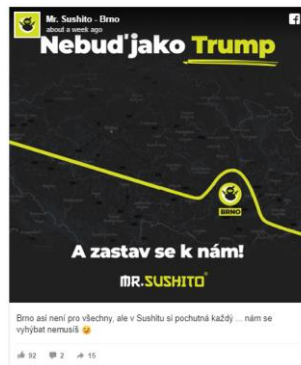 Mr. Sushito - Brno
about a week ago
Nebuď jako Trump
BRNO
A zastav se k nám!
MR.SUSHITO
Brno asi není pro všechny, ale v Sushitu si pochutná každý ... nám se
vyhýbat nemusíš 😉
92 2 15